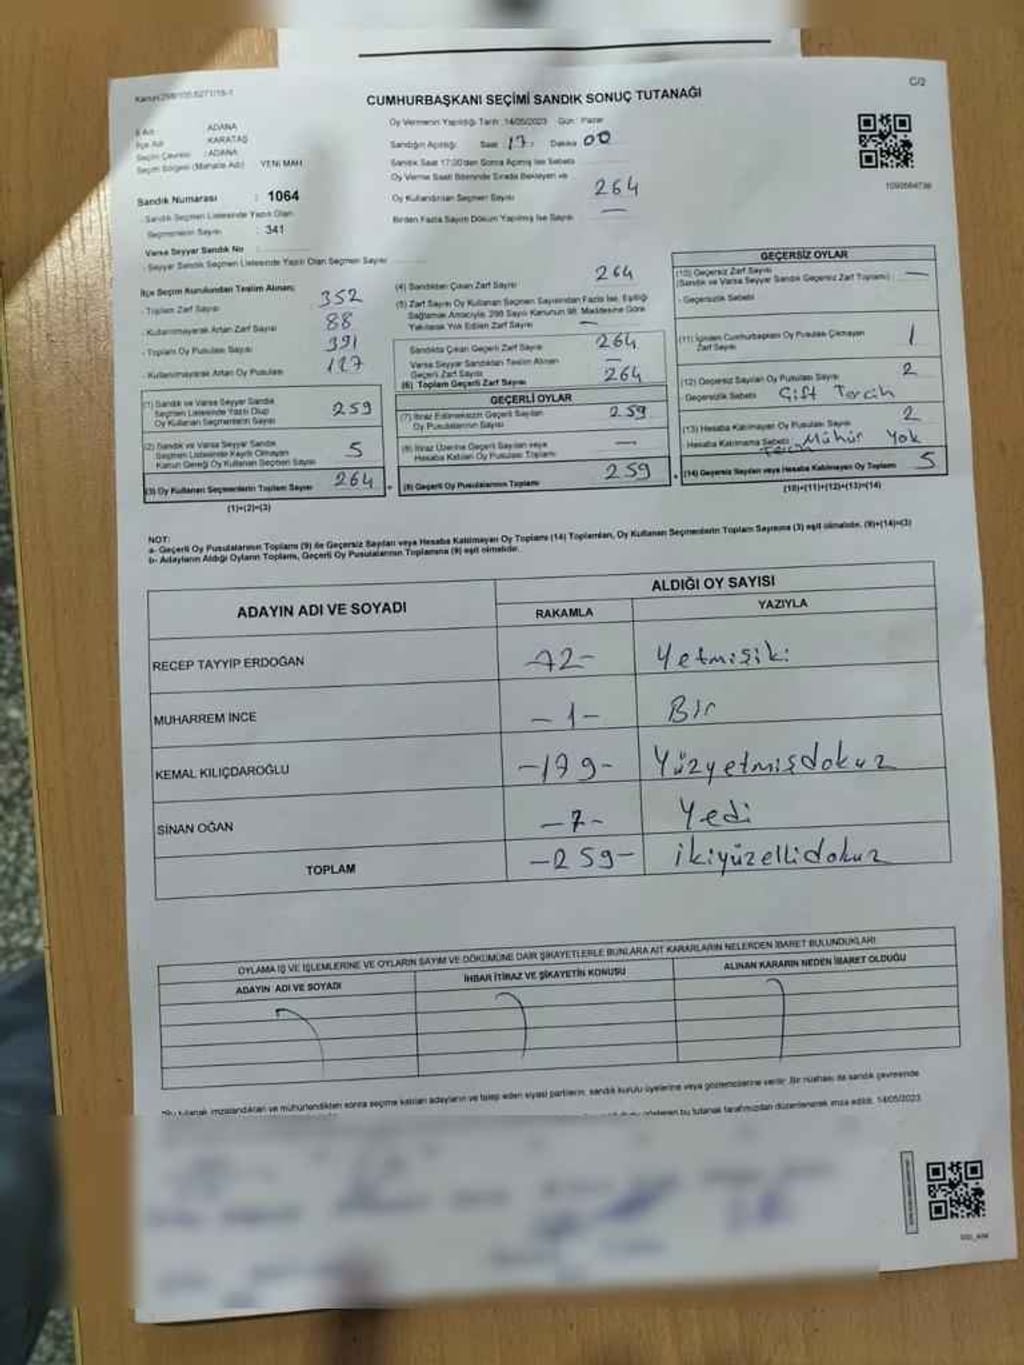 C/2
CUMHURBAŞKANI SEÇİMİ SANDIK SONUÇ TUTANAĞI
Oy Vermenin Yapıldığı Tarih :14/05/2023 Gün : Pazar
İl Adı : ADANA
İlçe Adı : KARATAŞ
Seçim Çevresi : ADANA
Seçim Bölgesi (Mahalle Adı) YENİ MAH.
Sandığın Açıldığı Saat : 17 : Dakika 00
Sandık Saat 17:00'den Sonra Açılmış İse Sebebi
Oy Verme Saati Bitiminde Sırada Bekleyen ve
Oy Kullandırılan Seçmen Sayısı 264
Birden Fazla Sayım Döküm Yapılmış İse Sayısı —
Sandık Numarası : 1064
- Sandık Seçmen Listesinde Yazılı Olan
Seçmenlerin Sayısı : 341
Varsa Seyyar Sandık No :
- Seyyar Sandık Seçmen Listesinde Yazılı Olan Seçmen Sayısı
İlçe Seçim Kurulundan Teslim Alınan;
- Toplam Zarf Sayısı 352
- Kullanılmayarak Artan Zarf Sayısı 88
- Toplam Oy Pusulası Sayısı 391
- Kullanılmayarak Artan Oy Pusulası 127
(1) Sandık ve Varsa Seyyar Sandık
Seçmen Listesinde Yazılı Olup
Oy Kullanan Seçmenlerin Sayısı 259
(2) Sandık ve Varsa Seyyar Sandık
Seçmen Listesinde Kayıtlı Olmayan
Kanun Gereği Oy Kullanan Seçmenlerin Sayısı 5
(3) Oy Kullanan Seçmenlerin Toplam Sayısı 264
(1)+(2)=(3)
(4) Sandıktan Çıkan Zarf Sayısı 264
(5) Zarf Sayısı Oy Kullanan Seçmen Sayısından Fazla İse, Eşitliği
Sağlamak Amacıyla, 298 Sayılı Kanunun 98. Maddesine Göre
Yakılarak Yok Edilen Zarf Sayısı —
Sandıkta Çıkan Geçerli Zarf Sayısı 264
Varsa Seyyar Sandıktan Teslim Alınan
Geçerli Zarf Sayısı —
(6) Toplam Geçerli Zarf Sayısı 264
GEÇERLİ OYLAR
(7) İtiraz Edilmeksizin Geçerli Sayılan
Oy Pusulalarının Sayısı 259
(8) İtiraz Üzerine Geçerli Sayılan veya
Hesaba Katılan Oy Pusulası Toplamı —
(9) Geçerli Oy Pusulalarının Toplamı 259
GEÇERSİZ OYLAR
(10) Geçersiz Zarf Sayısı
(Sandık ve Varsa Seyyar Sandık Geçersiz Zarf Toplamı) —
- Geçersizlik Sebebi
(11) İçinden Cumhurbaşkanı Oy Pusulası Çıkmayan
Zarf Sayısı 1
(12) Geçersiz Sayılan Oy Pusulası Sayısı 2
Geçersizlik Sebebi Çift Tercih
(13) Hesaba Katılmayan Oy Pusulası Sayısı 2
Hesaba Katılmama Sebebi Mühür Yok
(14) Geçersiz Sayılan veya Hesaba Katılmayan Oy Toplamı 5
(10)+(11)+(12)+(13)=(14)
NOT:
a- Geçerli Oy Pusulalarının Toplamı (9) ile Geçersiz Sayılan veya Hesaba Katılmayan Oy Toplamı (14) Toplamları, Oy Kullanan Seçmenlerin Toplam Sayısına (3) eşit olmalıdır. (9)+(14)=(3)
b- Adayların Aldığı Oyların Toplamı, Geçerli Oy Pusulalarının Toplamına (9) eşit olmalıdır.
ADAYIN ADI VE SOYADI ALDIĞI OY SAYISI
RAKAMLA YAZIYLA
RECEP TAYYİP ERDOĞAN 72- Yetmişiki
MUHARREM İNCE -1- Bir
KEMAL KILIÇDAROĞLU -179- Yüzyetmişdokuz
SİNAN OĞAN -7- Yedi
TOPLAM -259- ikiyüzellidokuz
OYLAMA İŞ VE İŞLEMLERİNE VE OYLARIN SAYIM VE DÖKÜMÜNE DAİR ŞİKAYETLERLE BUNLARA AİT KARARLARIN NELERDEN İBARET BULUNDUKLARI
ADAYIN ADI VE SOYADI İHBAR İTİRAZ VE ŞİKAYETİN KONUSU ALINAN KARARIN NEDEN İBARET OLDUĞU
Bu tutanak imzalandıktan ve mühürlendikten sonra seçime katılan adayların ve talep eden siyasi partilerin, sandık kurulu üyelerine veya gözlemcilerine verilir. Bir nüshası da sandık çevresinde
gösteren bu tutanak tarafımızdan düzenlenerek imza edildi. 14/05/2023